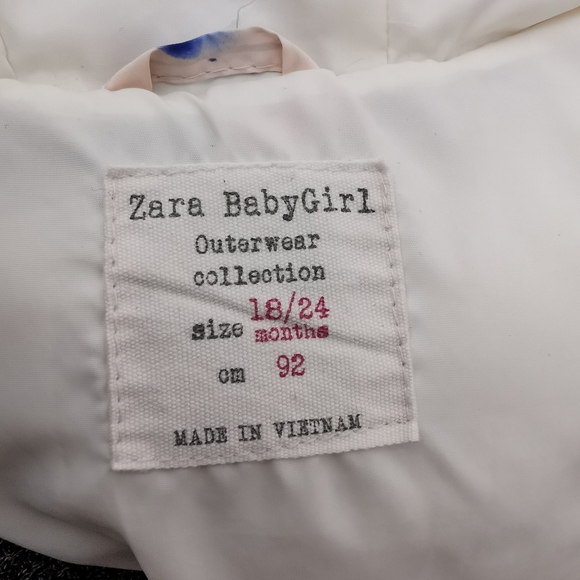 Zara BabyGirl
Outerwear
collection
size 18/24 months
cm 92
MADE IN VIETNAM